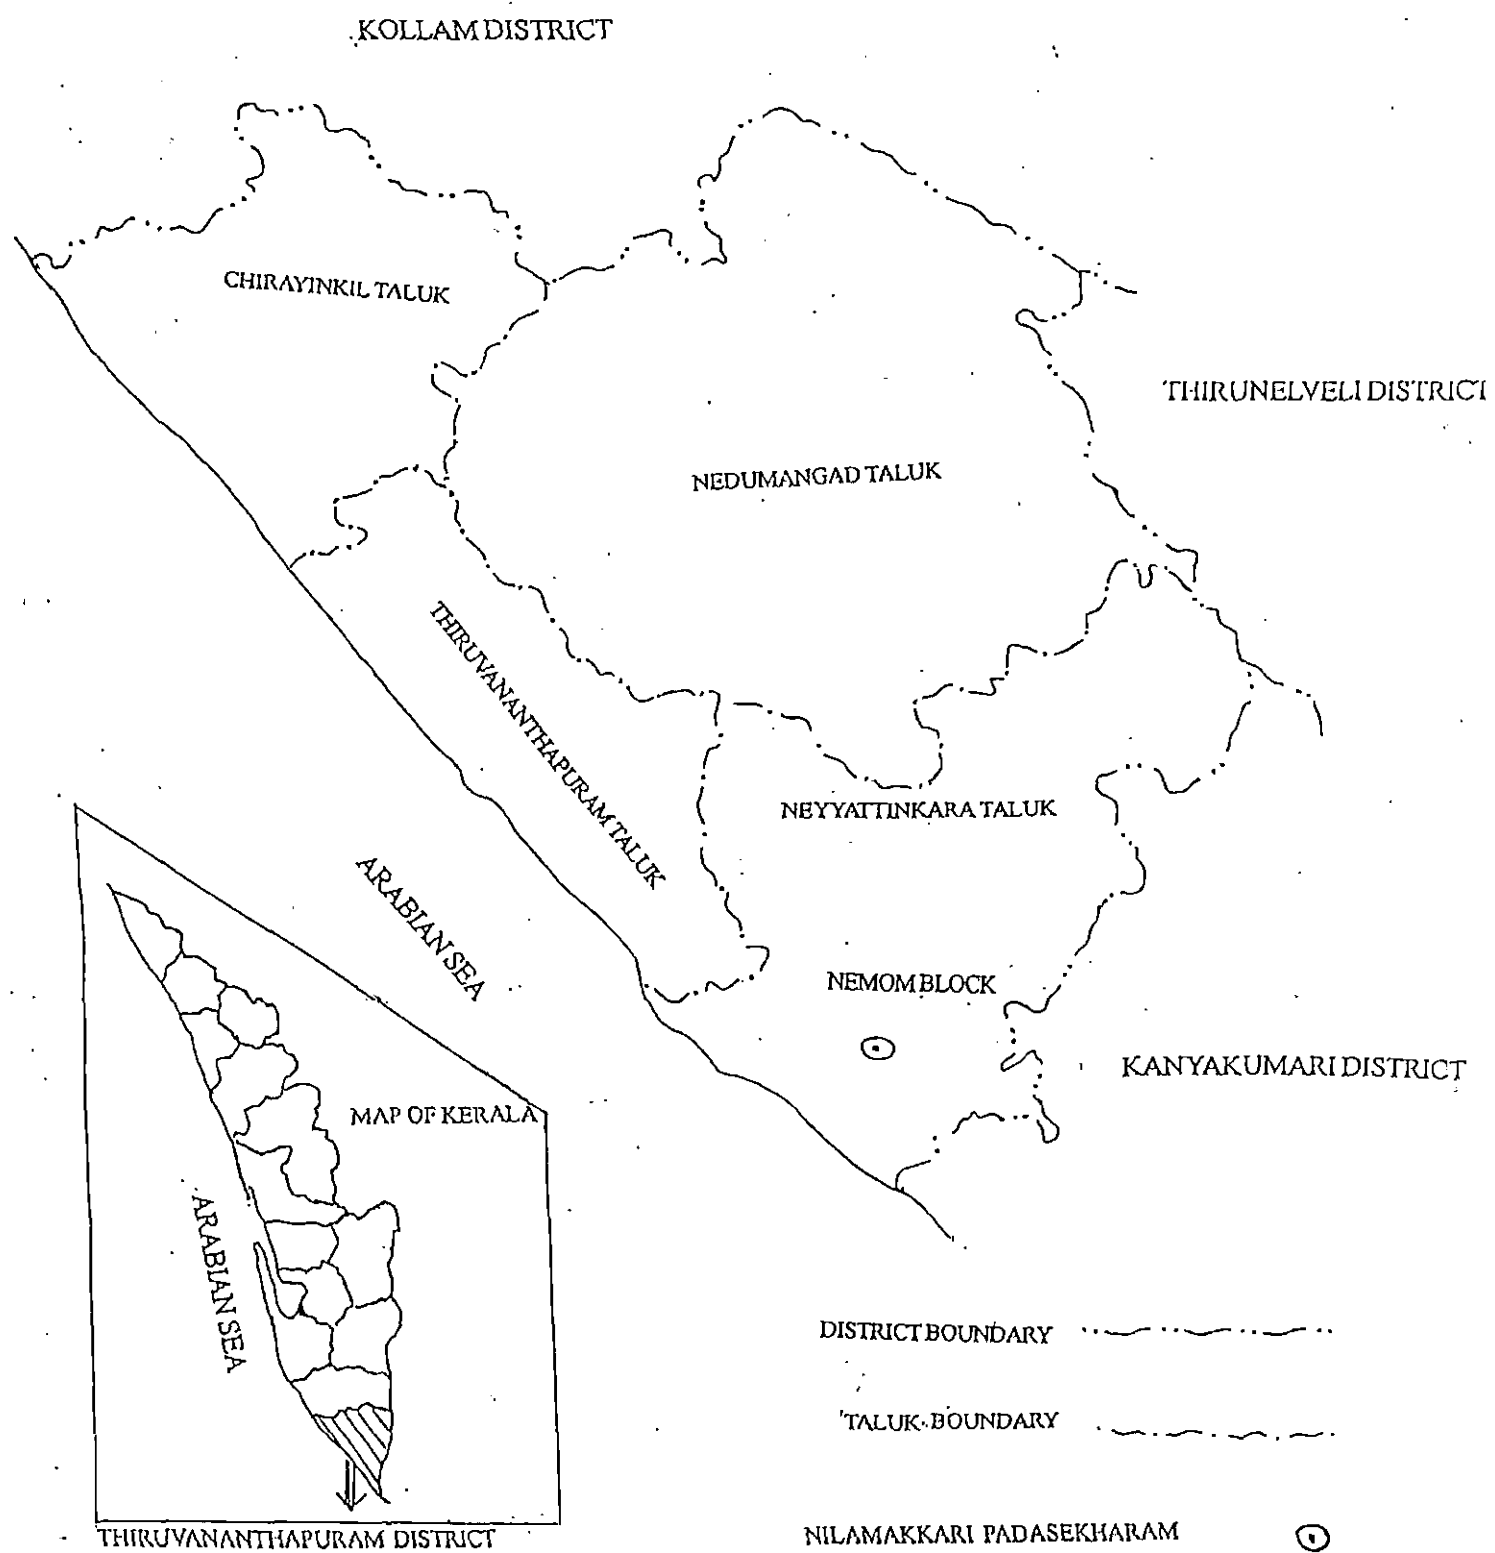 KOLLAM DISTRICT
CHIRAYINKIL TALUK
THIRUNELVELI DISTRICT
NEDUMANGAD TALUK
THIRUVANANTHAPURAM TALUK
NEYYATTINKARA TALUK
ARABIAN SEA
NEMOM BLOCK
KANYAKUMARI DISTRICT
MAP OF KERALA
ARABIAN SEA
DISTRICT BOUNDARY
TALUK BOUNDARY
THIRUVANANTHAPURAM DISTRICT
NILAMAKKARI PADASEKHARAM